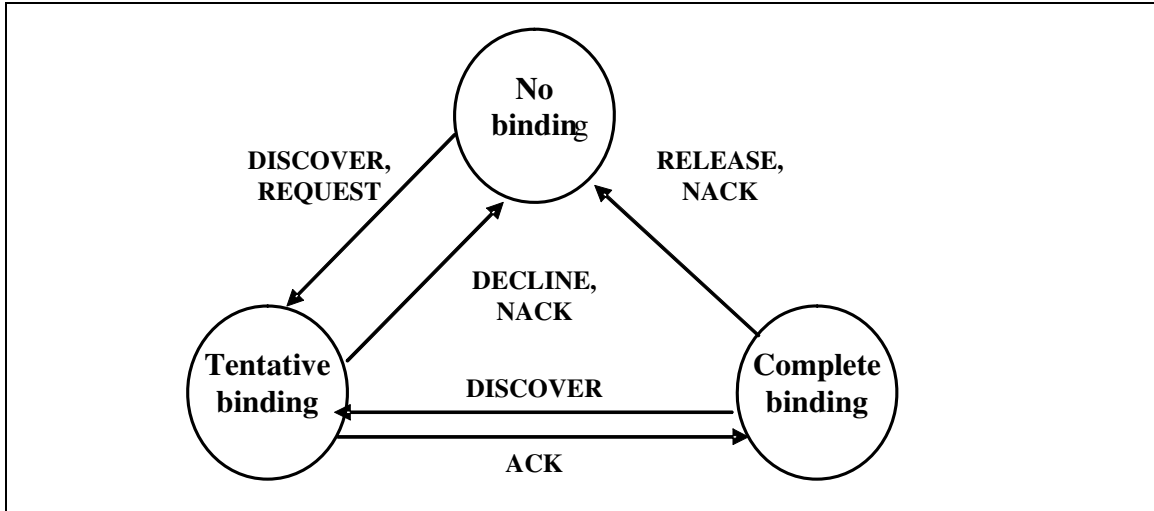 No
binding
DISCOVER,
REQUEST
RELEASE,
NACK
DECLINE,
NACK
Tentative
binding
DISCOVER
ACK
Complete
binding